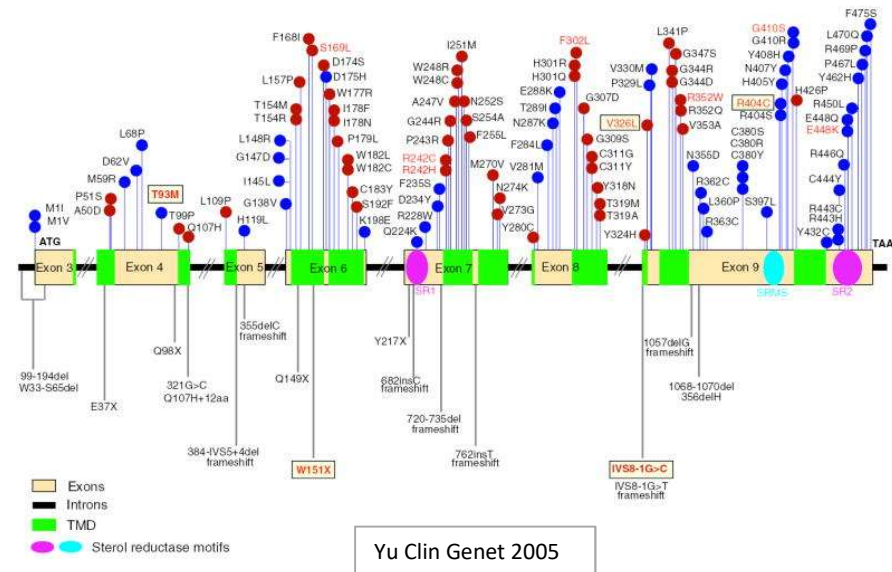 F168I
S169L
D174S
D175H
L157P
W177R
T154M
I178F
T154R
I178N
L148R
P179L
G147D
W182L
W182C
I145L
C183Y
S192F
G138V
K198E
L68P
D62V
M59R
T93M
P51S
A50D
T99P
Q107H
L109P
H119L
M1I
M1V
ATG
I251M
W248R
W248C
A247V
N252S
S254A
G244R
F255L
P243R
R242C
R242H
M270V
F235S
N274K
D234Y
V273G
R228W
Q224K
Y280C
F302L
H301R
H301Q
E288K
T289I
G307D
N287K
G309S
F284L
C311G
C311Y
V281M
Y318N
T319M
T319A
L341P
V330M
G347S
P329L
G344R
G344D
R352W
R352Q
V326L
V353A
N355D
R362C
L360P
R363C
Y324H
G410S
G410R
Y408H
N407Y
H405Y
H426P
R404C
R404S
C380S
C380R
C380Y
S397L
F475S
L470Q
R469P
P467L
Y462H
R450L
E448Q
E448K
R446Q
C444Y
R443C
R443H
Y432C
TAA
Exon 3
Exon 4
Exon 5
Exon 6
Exon 7
Exon 8
Exon 9
SR1
SRMS
SR2
99-194del
W33-S65del
E37X
Q98X
321G>C
Q107H+12aa
355delC
frameshift
384-IVS5+4del
frameshift
Q149X
W151X
Y217X
682insC
frameshift
720-735del
frameshift
762insT
frameshift
IVS8-1G>C
IVS8-1G>T
frameshift
1057delG
frameshift
1068-1070del
356delH
Exons
Introns
TMD
Sterol reductase motifs
Yu Clin Genet 2005